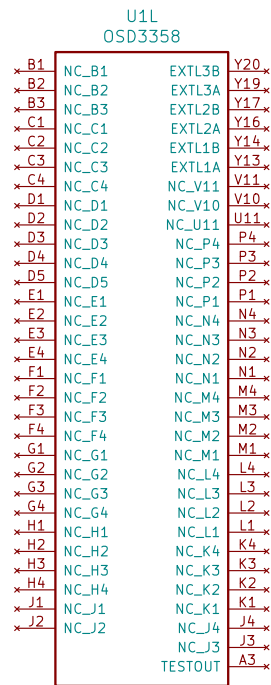 U1L
OSD3358
B1 NC_B1 EXTL3B Y20
B2 NC_B2 EXTL3A Y19
B3 NC_B3 EXTL2B Y17
C1 NC_C1 EXTL2A Y16
C2 NC_C2 EXTL1B Y14
C3 NC_C3 EXTL1A Y13
C4 NC_C4 NC_V11 V11
D1 NC_D1 NC_V10 V10
D2 NC_D2 NC_U11 U11
D3 NC_D3 NC_P4 P4
D4 NC_D4 NC_P3 P3
D5 NC_D5 NC_P2 P2
E1 NC_E1 NC_P1 P1
E2 NC_E2 NC_N4 N4
E3 NC_E3 NC_N3 N3
E4 NC_E4 NC_N2 N2
F1 NC_F1 NC_N1 N1
F2 NC_F2 NC_M4 M4
F3 NC_F3 NC_M3 M3
F4 NC_F4 NC_M2 M2
G1 NC_G1 NC_M1 M1
G2 NC_G2 NC_L4 L4
G3 NC_G3 NC_L3 L3
G4 NC_G4 NC_L2 L2
H1 NC_H1 NC_L1 L1
H2 NC_H2 NC_K4 K4
H3 NC_H3 NC_K3 K3
H4 NC_H4 NC_K2 K2
J1 NC_J1 NC_K1 K1
J2 NC_J2 NC_J4 J4
NC_J3 J3
TESTOUT A3